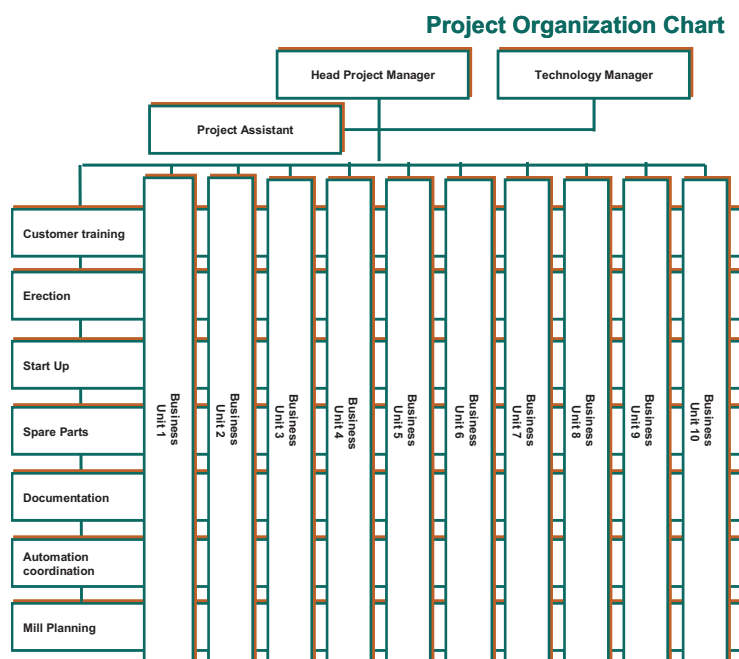 Project Organization Chart
Head Project Manager
Technology Manager
Project Assistant
Customer training
Erection
Start Up
Spare Parts
Documentation
Automation
coordination
Mill Planning
Business
Unit 1
Business
Unit 2
Business
Unit 3
Business
Unit 4
Business
Unit 5
Business
Unit 6
Business
Unit 7
Business
Unit 8
Business
Unit 9
Business
Unit 10